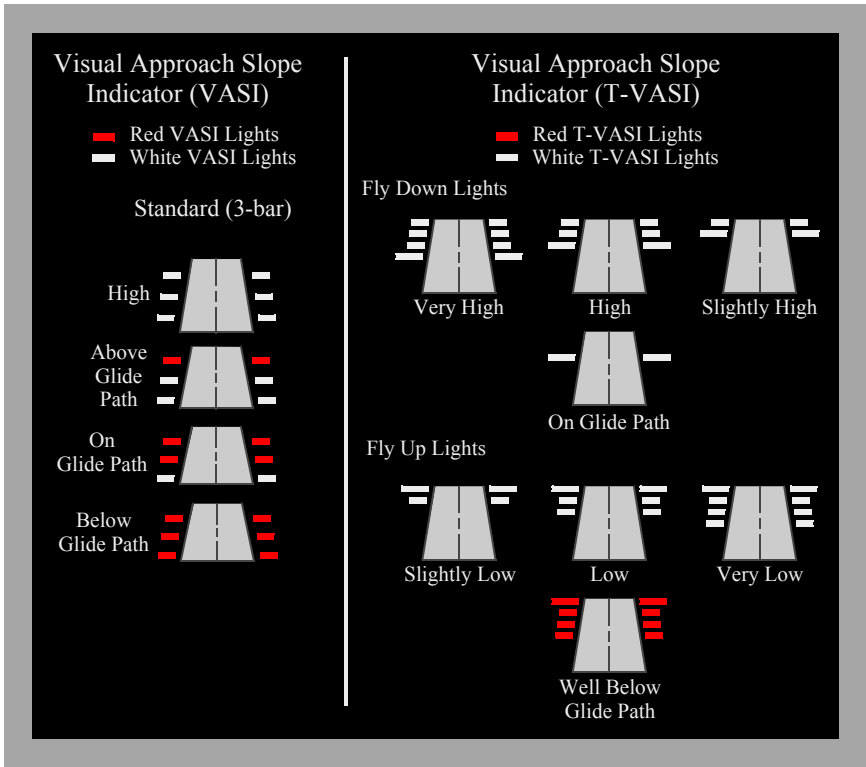 Visual Approach Slope
Indicator (VASI)
Red VASI Lights
White VASI Lights
Standard (3-bar)
High
Above
Glide
Path
On
Glide Path
Below
Glide Path
Visual Approach Slope
Indicator (T-VASI)
Red T-VASI Lights
White T-VASI Lights
Fly Down Lights
Very High
High
Slightly High
On Glide Path
Fly Up Lights
Slightly Low
Low
Very Low
Well Below
Glide Path